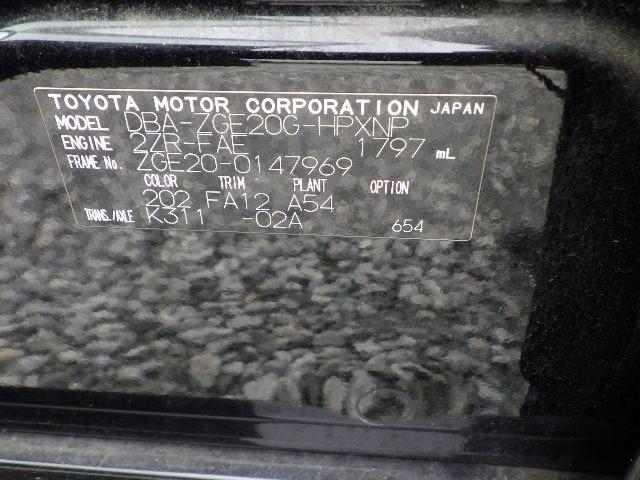 TOYOTA MOTOR CORPORATION JAPAN
MODEL DBA-ZGE20G-HPXNP
ENGINE 2ZR-FAE 1797 mL
FRAME No. ZGE20-0147969
COLOR TRIM PLANT OPTION
202 FA12 A54
TRANS./AXLE K311 -02A 654